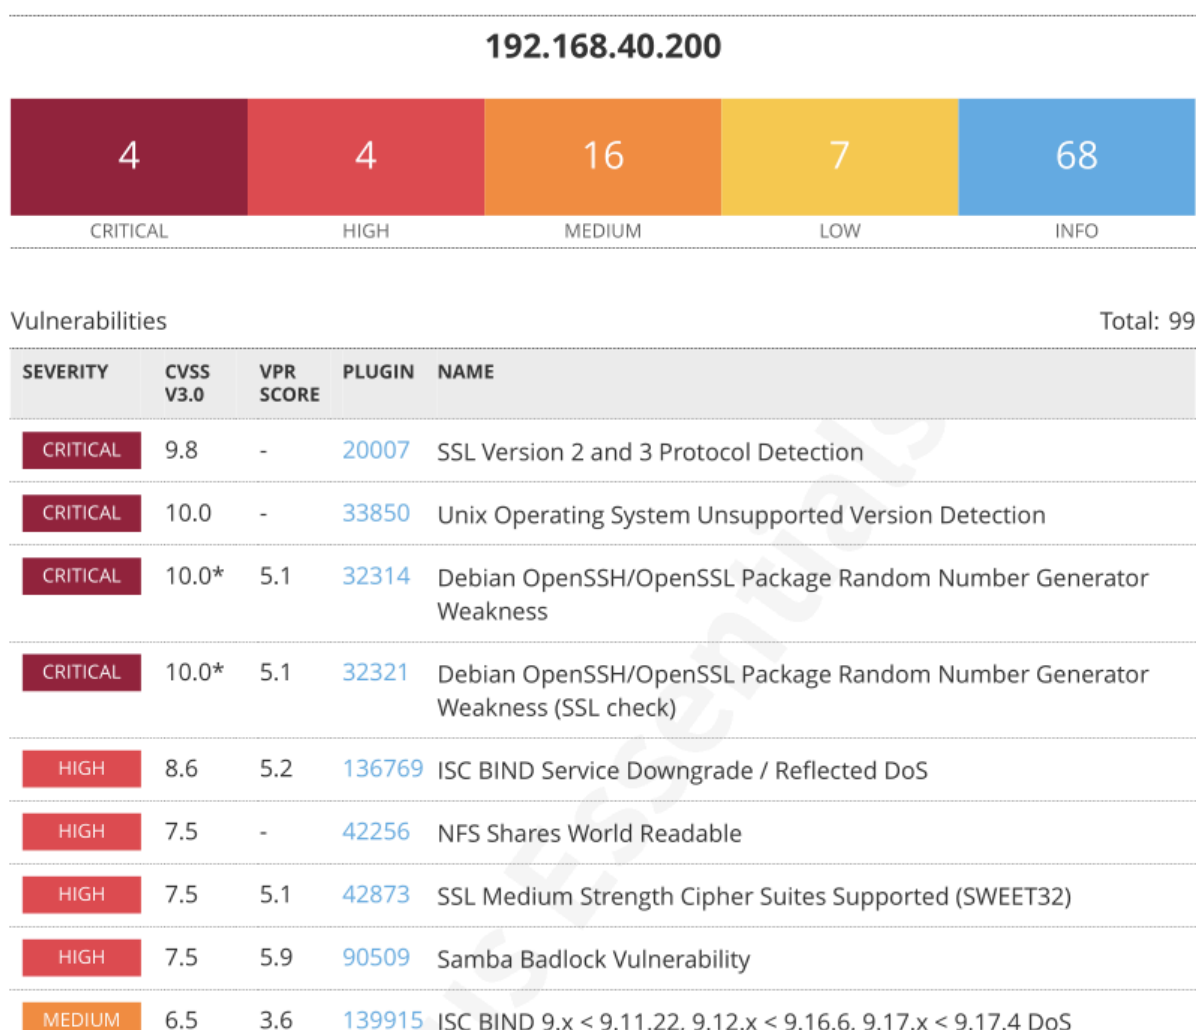 192.168.40.200
4 4 16 7 68
CRITICAL HIGH MEDIUM LOW INFO
Vulnerabilities Total: 99
SEVERITY CVSS V3.0 VPR SCORE PLUGIN NAME
CRITICAL 9.8 - 20007 SSL Version 2 and 3 Protocol Detection
CRITICAL 10.0 - 33850 Unix Operating System Unsupported Version Detection
CRITICAL 10.0* 5.1 32314 Debian OpenSSH/OpenSSL Package Random Number Generator
Weakness
CRITICAL 10.0* 5.1 32321 Debian OpenSSH/OpenSSL Package Random Number Generator
Weakness (SSL check)
HIGH 8.6 5.2 136769 ISC BIND Service Downgrade / Reflected DoS
HIGH 7.5 - 42256 NFS Shares World Readable
HIGH 7.5 5.1 42873 SSL Medium Strength Cipher Suites Supported (SWEET32)
HIGH 7.5 5.9 90509 Samba Badlock Vulnerability
MEDIUM 6.5 3.6 139915 ISC BIND 9.x < 9.11.22, 9.12.x < 9.16.6, 9.17.x < 9.17.4 DoS
us Essentials